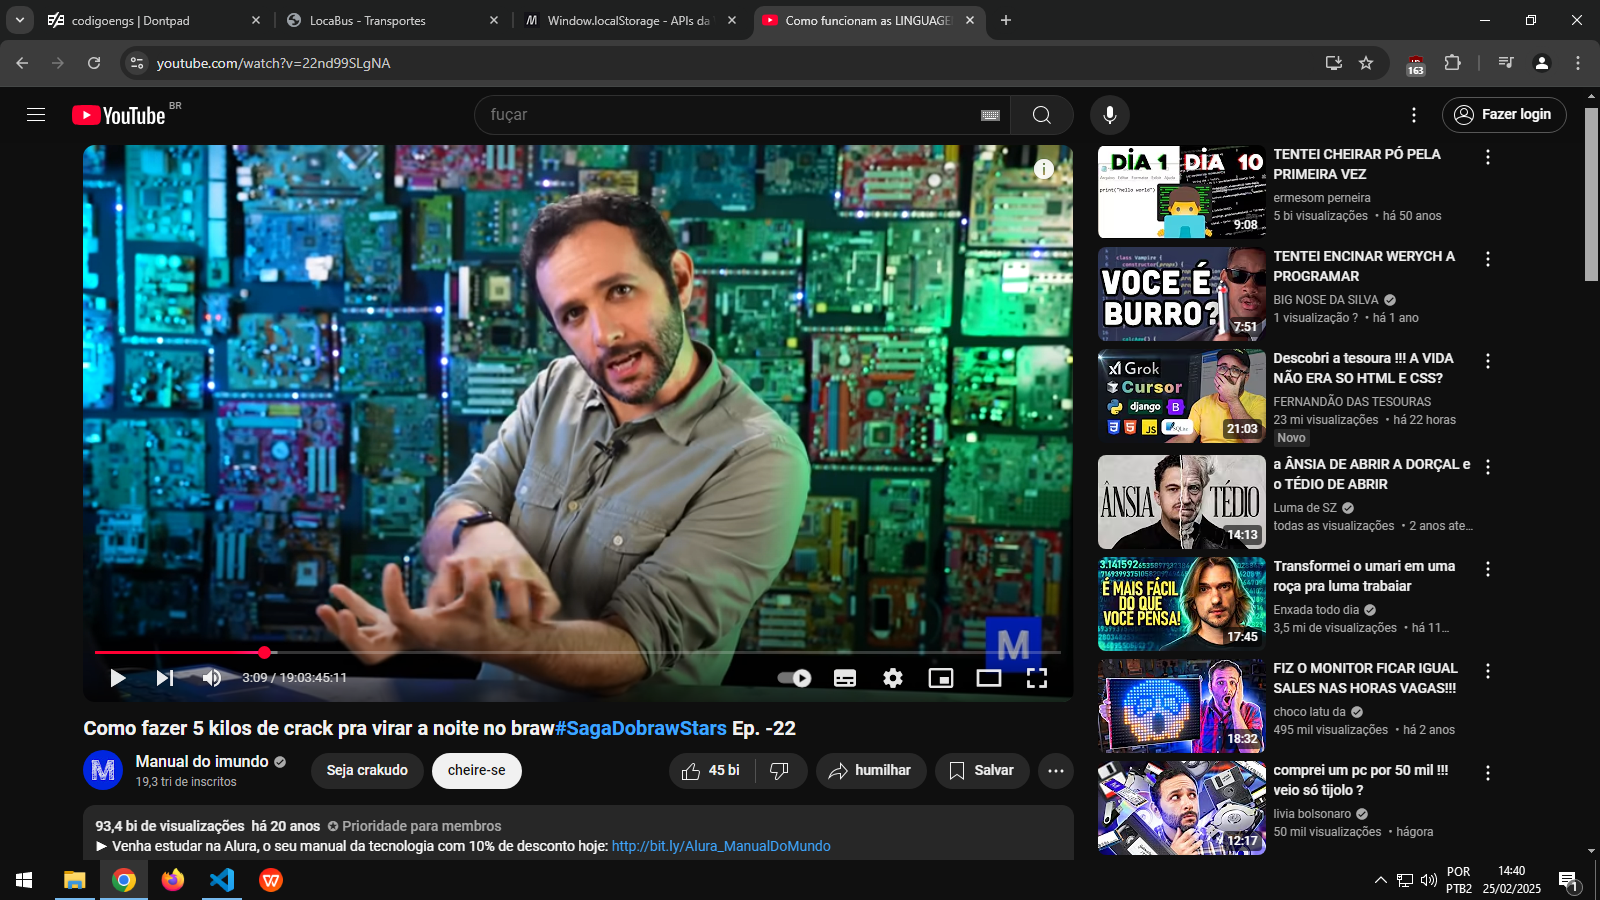 codigoengs | Dontpad
LocaBus - Transportes
Window.localStorage - APIs da
Como funcionam as LINGUAGE
youtube.com/watch?v=22nd99SLgNA
163
YouTube BR
fuçar
Fazer login
3:09 / 19:03:45:11
M
Como fazer 5 kilos de crack pra virar a noite no braw#SagaDobrawStars Ep. -22
Manual do imundo
19,3 tri de inscritos
Seja crakudo
cheire-se
45 bi
humilhar
Salvar
93,4 bi de visualizações há 20 anos Prioridade para membros
► Venha estudar na Alura, o seu manual da tecnologia com 10% de desconto hoje: http://bit.ly/Alura_ManualDoMundo
DIA 1 DIA 10
print("hello world")
9:08
TENTEI CHEIRAR PÓ PELA
PRIMEIRA VEZ
ermesom perneira
5 bi visualizações • há 50 anos
class Vampire {
constructor(props) {
VOCE É
BURRO?
7:51
TENTEI ENCINAR WERYCH A
PROGRAMAR
BIG NOSE DA SILVA
1 visualização ? • há 1 ano
Grok
Cursor
django B
JS
21:03
Descobri a tesoura !!! A VIDA
NÃO ERA SO HTML E CSS?
FERNANDÃO DAS TESOURAS
23 mi visualizações • há 22 horas
Novo
ÂNSIA TÉDIO
14:13
a ÂNSIA DE ABRIR A DORÇAL e
o TÉDIO DE ABRIR
Luma de SZ
todas as visualizações • 2 anos ate...
É MAIS FÁCIL
DO QUE
VOCÊ PENSA!
17:45
Transformei o umari em uma
roça pra luma trabaiar
Enxada todo dia
3,5 mi de visualizações • há 11...
18:32
FIZ O MONITOR FICAR IGUAL
SALES NAS HORAS VAGAS!!!
choco latu da
495 mil visualizações • há 2 anos
12:17
comprei um pc por 50 mil !!!
veio só tijolo ?
livia bolsonaro
50 mil visualizações • hágora
POR
PTB2
14:40
25/02/2025
1